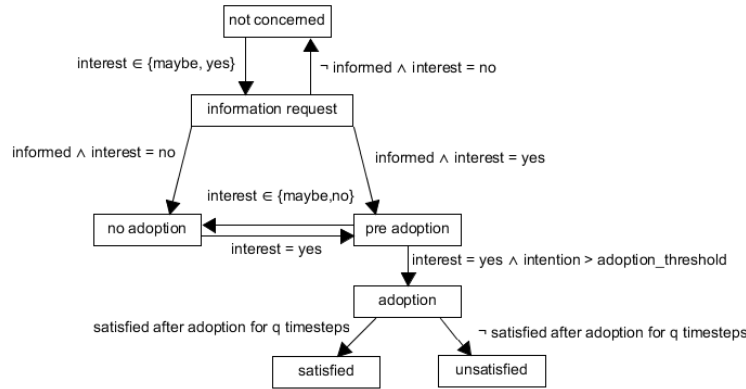 not concerned
interest ∈ {maybe, yes}
¬ informed ∧ interest = no
information request
informed ∧ interest = no
informed ∧ interest = yes
interest ∈ {maybe,no}
no adoption
pre adoption
interest = yes
interest = yes ∧ intention > adoption_threshold
adoption
satisfied after adoption for q timesteps
¬ satisfied after adoption for q timesteps
satisfied
unsatisfied